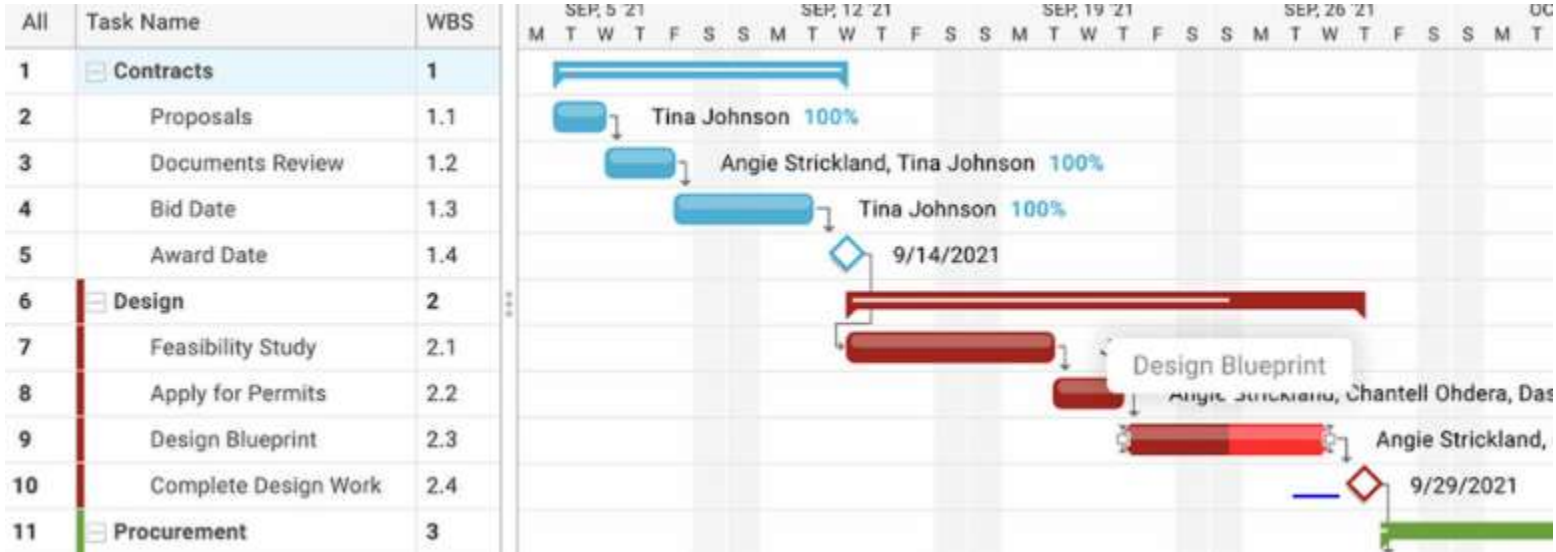 All Task Name WBS SEP, 5 '21 SEP, 12 '21 SEP, 19 '21 SEP, 26 '21 OC
M T W T F S S M T W T F S S M T W T F S S M T W T F S S M T
1 Contracts 1
2 Proposals 1.1 Tina Johnson 100%
3 Documents Review 1.2 Angie Strickland, Tina Johnson 100%
4 Bid Date 1.3 Tina Johnson 100%
5 Award Date 1.4 9/14/2021
6 Design 2
7 Feasibility Study 2.1
Design Blueprint
8 Apply for Permits 2.2 Angie Strickland, Chantell Ohdera, Das
9 Design Blueprint 2.3 Angie Strickland,
10 Complete Design Work 2.4 9/29/2021
11 Procurement 3